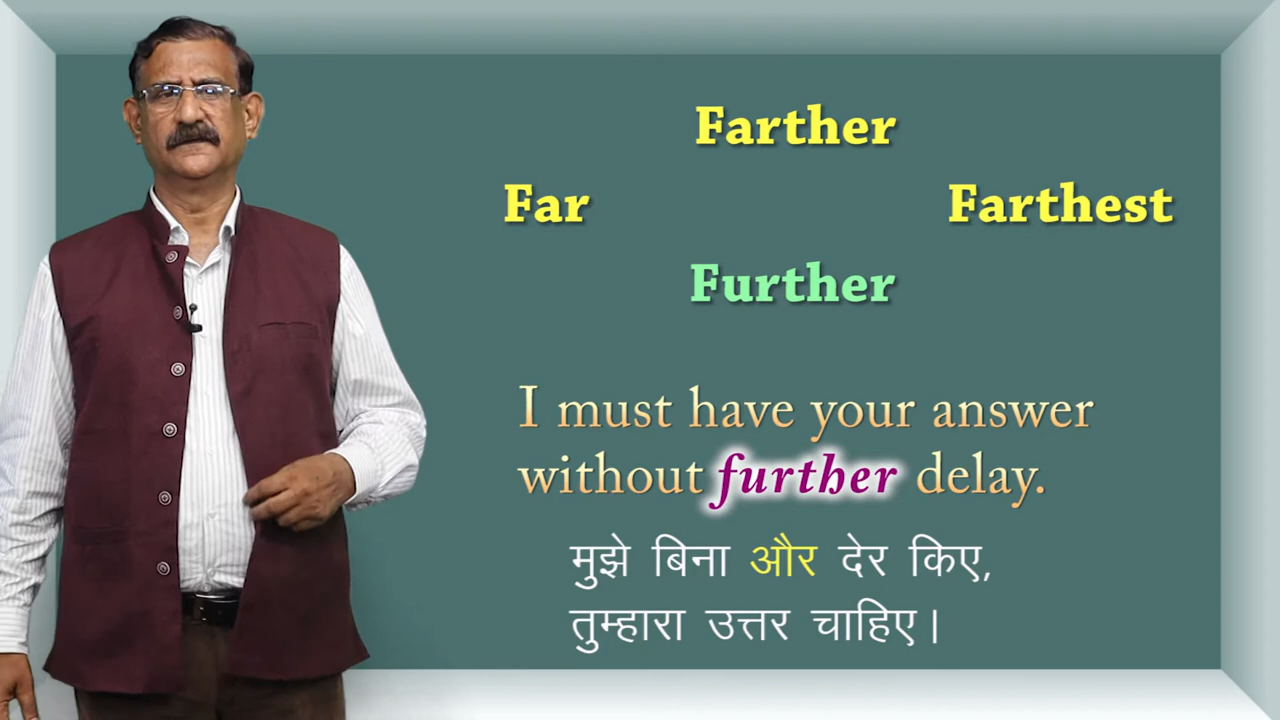 Farther
Far Farthest
Further
I must have your answer
without further delay.
मुझे बिना और देर किए,
तुम्हारा उत्तर चाहिए।